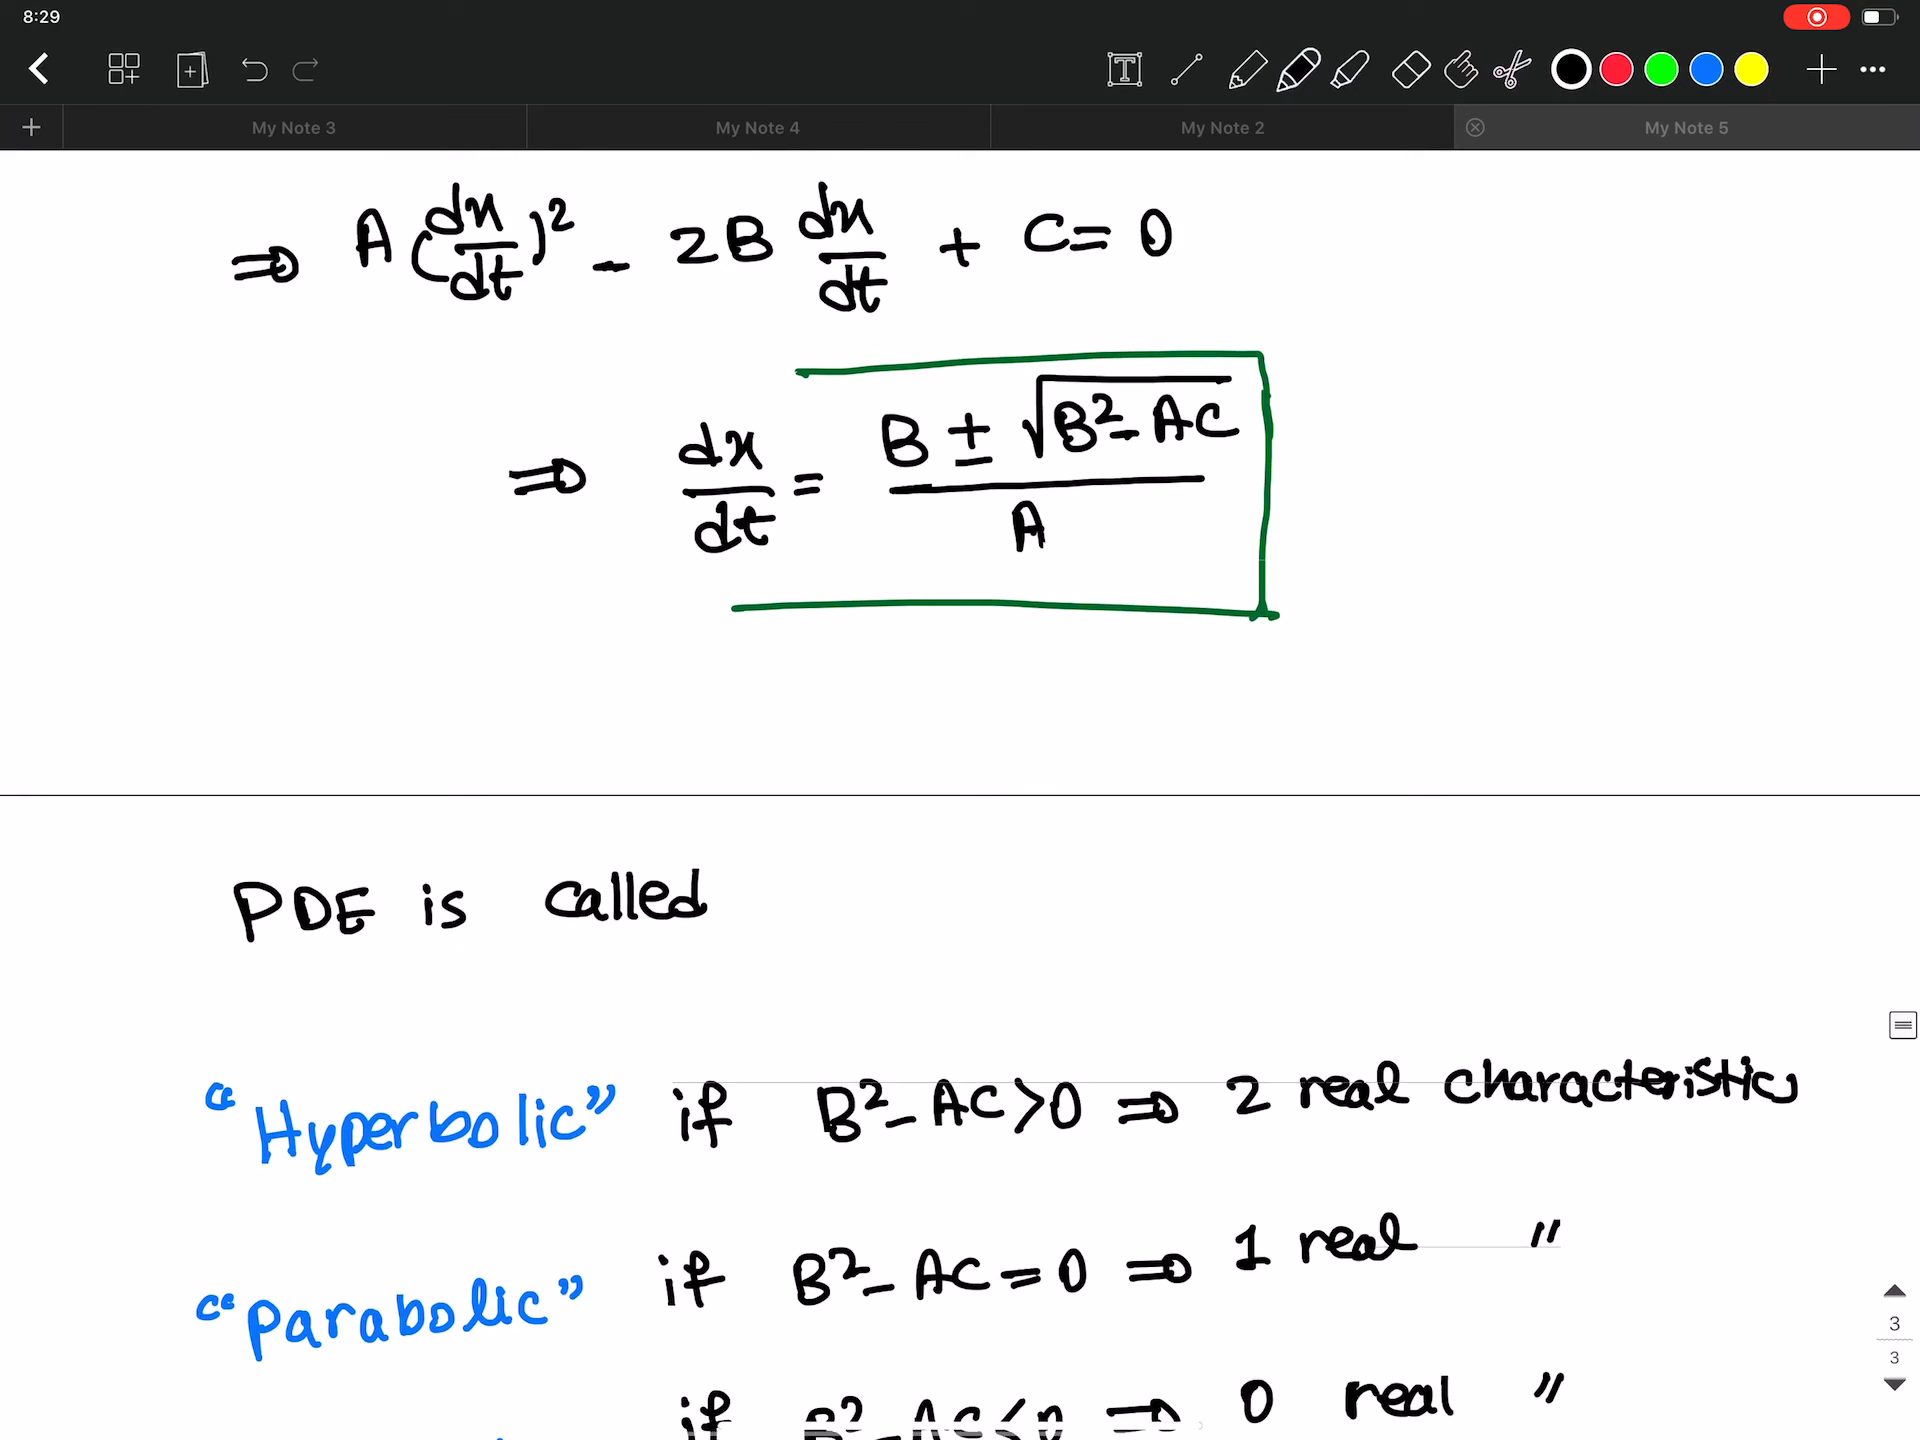 8:29
My Note 3 My Note 4 My Note 2 My Note 5
⇒ A(dx/dt)² - 2B dx/dt + C = 0
⇒ dx/dt = (B ± √(B² - AC))/A
PDE is called
"Hyperbolic" if B² - AC > 0 ⇒ 2 real characteristics
"Parabolic" if B² - AC = 0 ⇒ 1 real "
if B² - AC < 0 ⇒ 0 real "
3
3